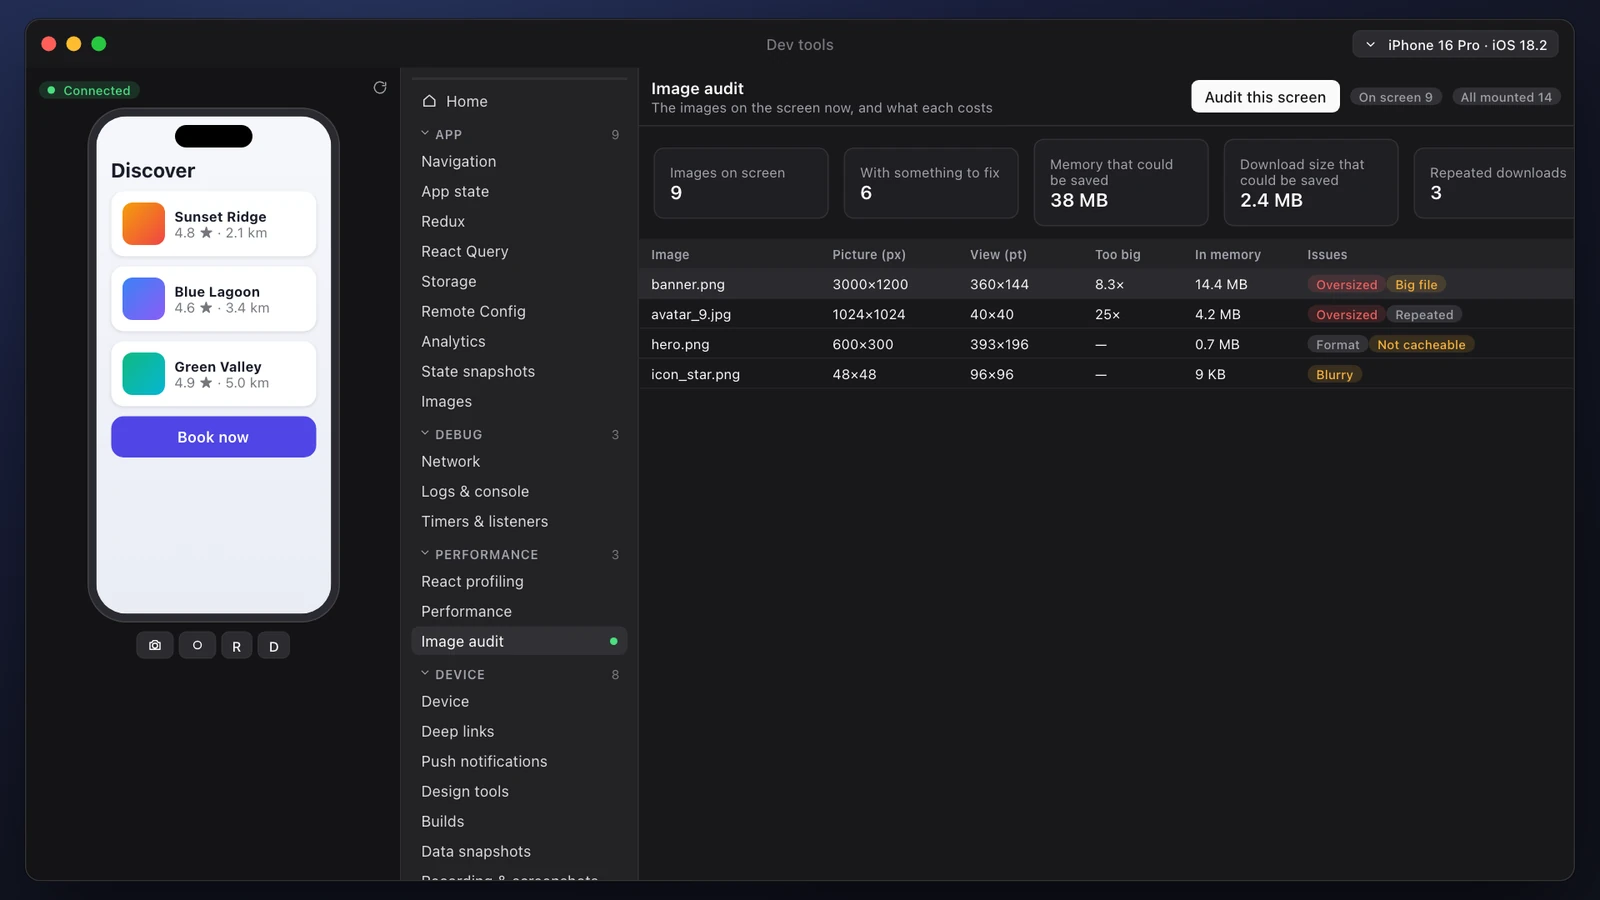 Dev tools
iPhone 16 Pro · iOS 18.2
Connected
Discover
Sunset Ridge
4.8 ★ · 2.1 km
Blue Lagoon
4.6 ★ · 3.4 km
Green Valley
4.9 ★ · 5.0 km
Book now
R
D
Home
APP 9
Navigation
App state
Redux
React Query
Storage
Remote Config
Analytics
State snapshots
Images
DEBUG 3
Network
Logs & console
Timers & listeners
PERFORMANCE 3
React profiling
Performance
Image audit
DEVICE 8
Device
Deep links
Push notifications
Design tools
Builds
Data snapshots
Recording & screenshots
Image audit
The images on the screen now, and what each costs
Audit this screen
On screen 9
All mounted 14
Images on screen
9
With something to fix
6
Memory that could
be saved
38 MB
Download size that
could be saved
2.4 MB
Repeated downloads
3
Image Picture (px) View (pt) Too big In memory Issues
banner.png 3000×1200 360×144 8.3× 14.4 MB Oversized Big file
avatar_9.jpg 1024×1024 40×40 25× 4.2 MB Oversized Repeated
hero.png 600×300 393×196 — 0.7 MB Format Not cacheable
icon_star.png 48×48 96×96 — 9 KB Blurry